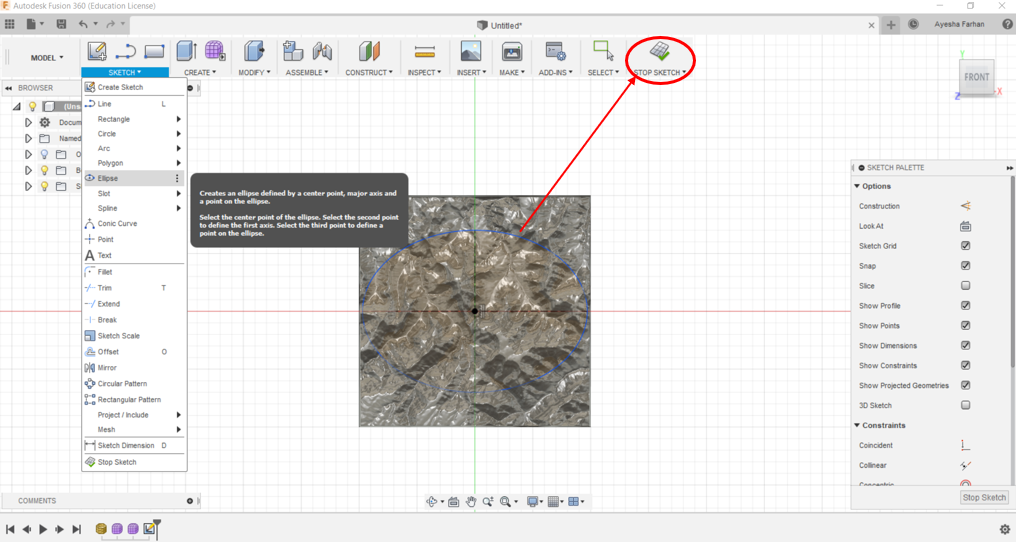 Autodesk Fusion 360 (Education License)
Untitled*
Ayesha Farhan
MODEL
SKETCH
CREATE
MODIFY
ASSEMBLE
CONSTRUCT
INSPECT
INSERT
MAKE
ADD-INS
SELECT
STOP SKETCH
FRONT
Y
X
Z
BROWSER
(Uns
Docum
Named
O
B
S
Create Sketch
Line L
Rectangle
Circle
Arc
Polygon
Ellipse
Slot
Spline
Conic Curve
Point
Text
Fillet
Trim T
Extend
Break
Sketch Scale
Offset O
Mirror
Circular Pattern
Rectangular Pattern
Project / Include
Mesh
Sketch Dimension D
Stop Sketch
Creates an ellipse defined by a center point, major axis and
a point on the ellipse.
Select the center point of the ellipse. Select the second point
to define the first axis. Select the third point to define a
point on the ellipse.
SKETCH PALETTE
Options
Construction
Look At
Sketch Grid
Snap
Slice
Show Profile
Show Points
Show Dimensions
Show Constraints
Show Projected Geometries
3D Sketch
Constraints
Coincident
Collinear
Concentric
Stop Sketch
COMMENTS